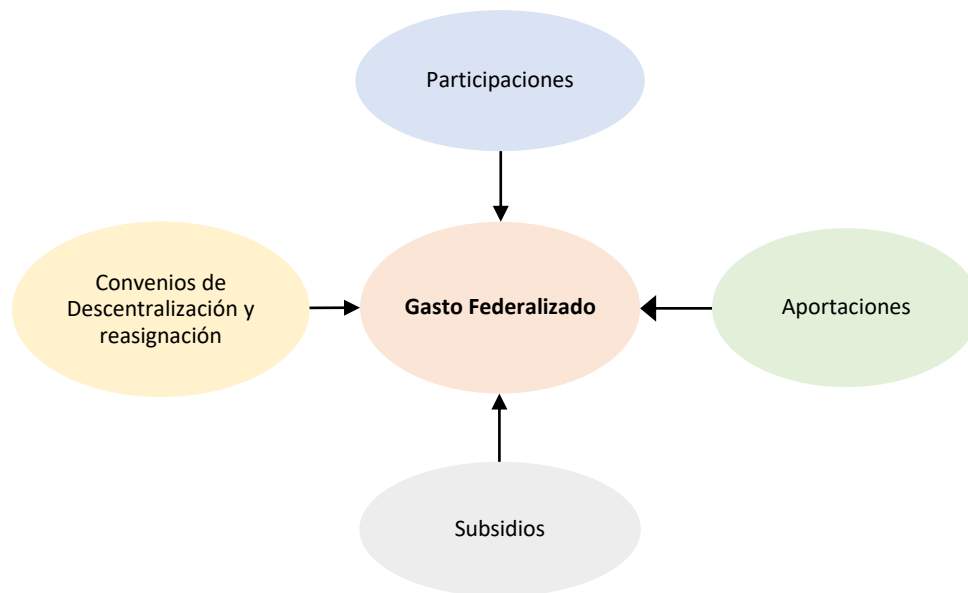 Participaciones
Convenios de
Descentralización y
reasignación
Gasto Federalizado
Aportaciones
Subsidios